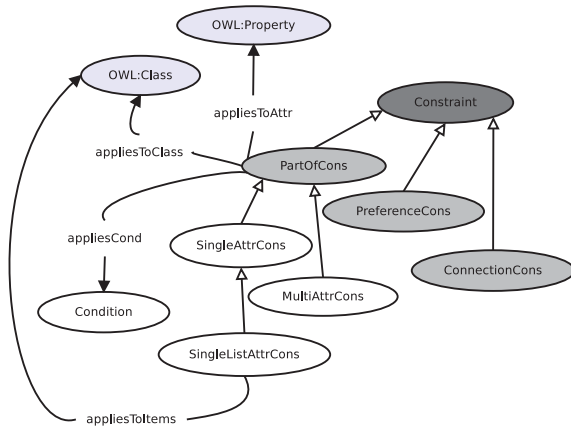 OWL:Property
OWL:Class
Constraint
appliesToAttr
appliesToClass
PartOfCons
PreferenceCons
appliesCond
SingleAttrCons
ConnectionCons
MultiAttrCons
Condition
SingleListAttrCons
appliesToItems